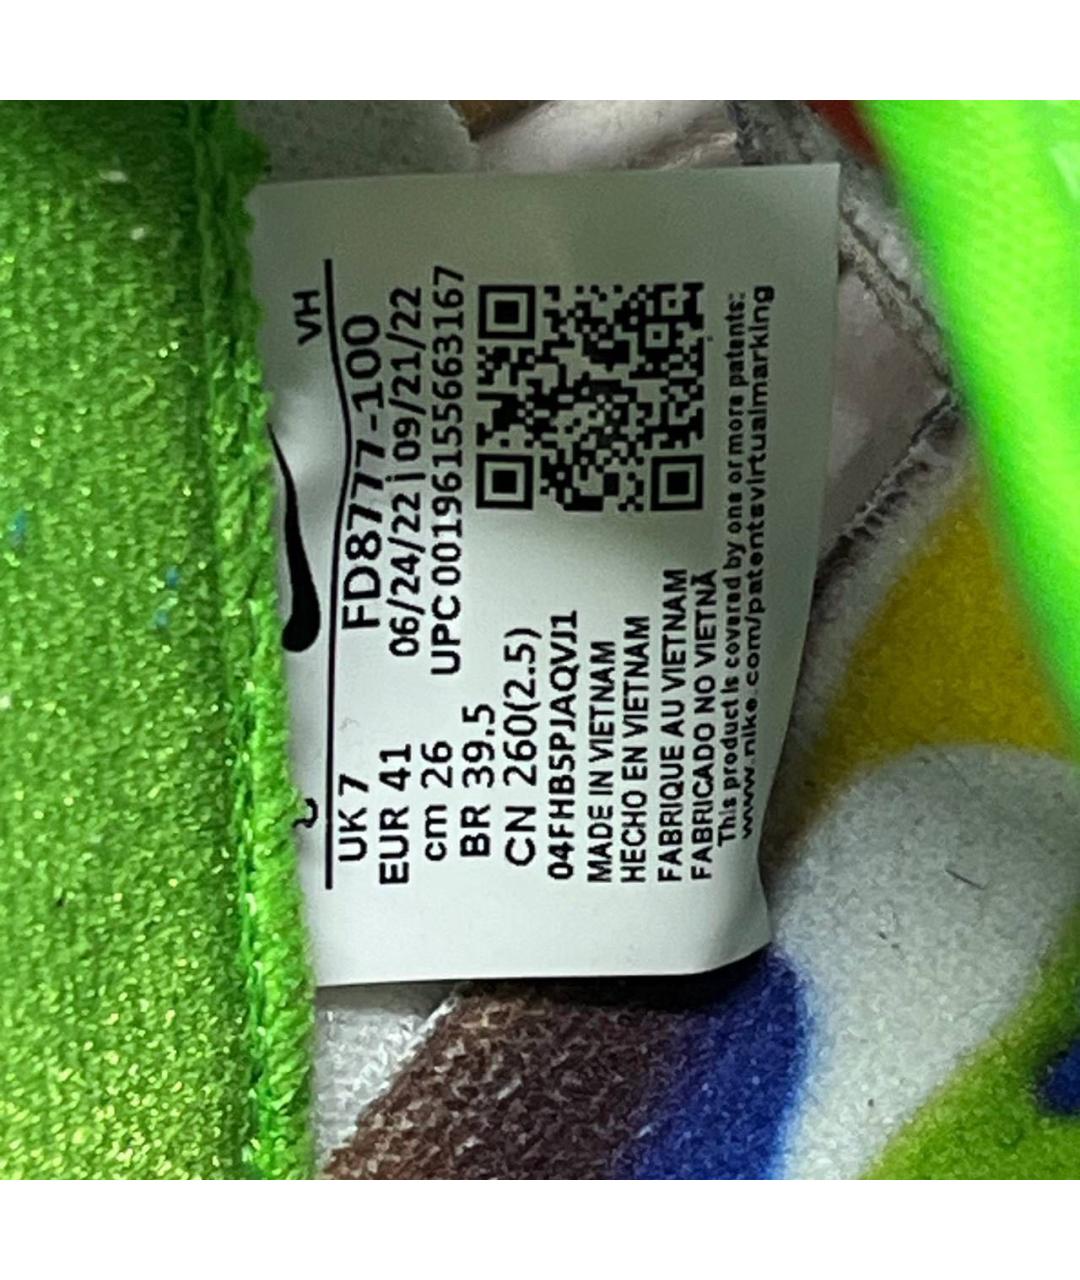 VH
UK 7
FD8777-100
EUR 41
06/24/22 | 09/21/22
cm 26
UPC 00196155663167
BR 39.5
CN 260(2.5)
04FHB5PJAQVJ1
MADE IN VIETNAM
HECHO EN VIETNAM
FABRIQUE AU VIETNAM
FABRICADO NO VIETNÃ
This product is covered by one or more patents:
www.nike.com/patentsvirtualmarking